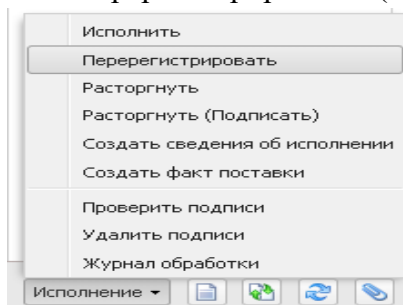 Исполнить
Перерегистрировать
Расторгнуть
Расторгнуть (Подписать)
Создать сведения об исполнении
Создать факт поставки
Проверить подписи
Удалить подписи
Журнал обработки
Исполнение